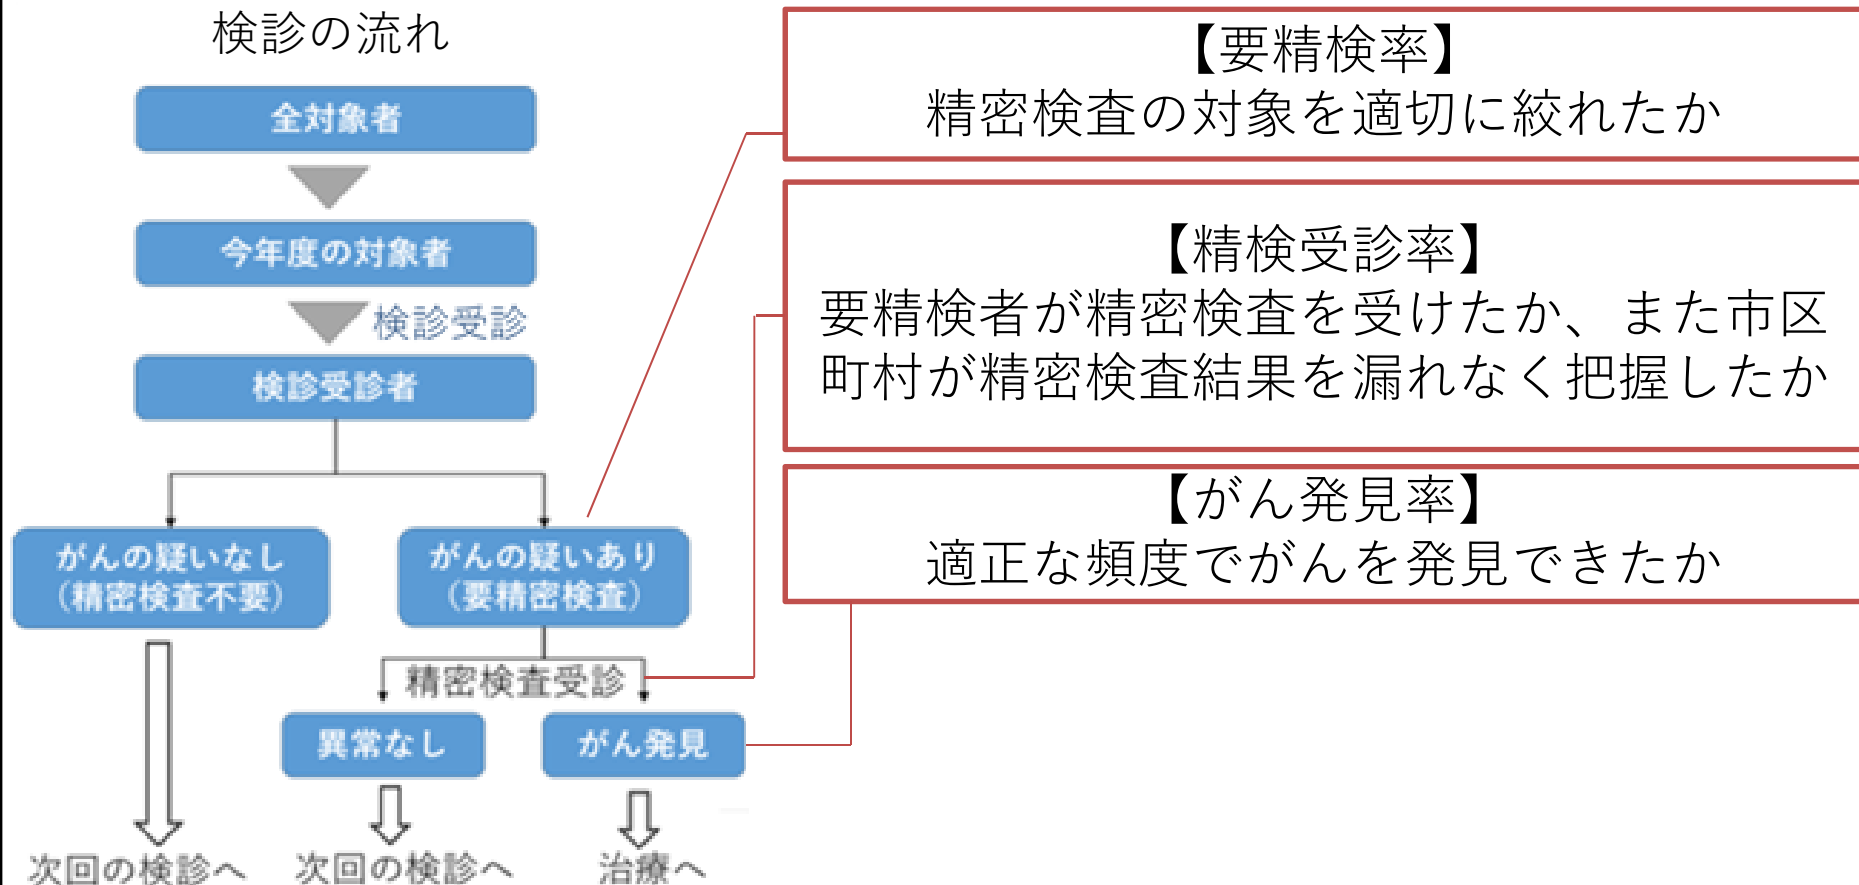 検診の流れ
全対象者
今年度の対象者
検診受診
検診受診者
がんの疑いなし
（精密検査不要）
がんの疑いあり
（要精密検査）
精密検査受診
異常なし
がん発見
次回の検診へ
次回の検診へ
治療へ
【要精検率】
精密検査の対象を適切に絞れたか
【精検受診率】
要精検者が精密検査を受けたか、また市区
町村が精密検査結果を漏れなく把握したか
【がん発見率】
適正な頻度でがんを発見できたか